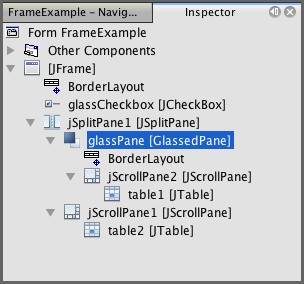 FrameExample – Navig... Inspector
Form FrameExample
Other Components
[JFrame]
BorderLayout
glassCheckbox [JCheckBox]
jSplitPane1 [JSplitPane]
glassPane [GlassedPane]
BorderLayout
jScrollPane2 [JScrollPane]
table1 [JTable]
jScrollPane1 [JScrollPane]
table2 [JTable]